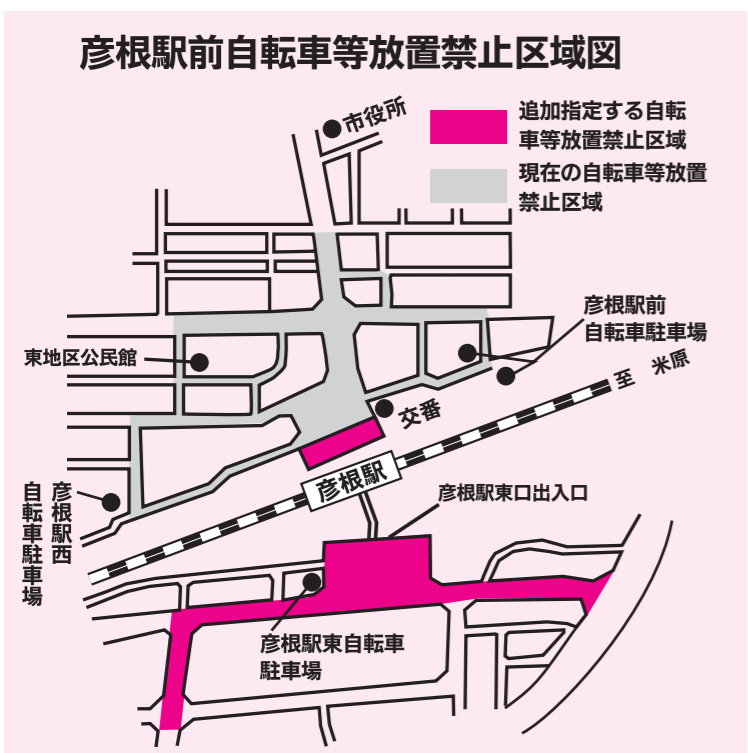 彦根駅前自転車等放置禁止区域図
市役所
追加指定する自転
車等放置禁止区域
現在の自転車等放置
禁止区域
彦根駅前
自転車駐車場
東地区公民館
至 米原
交番
彦根駅
彦根駅西
自転車駐車場
彦根駅東口出入口
彦根駅東自転車
駐車場